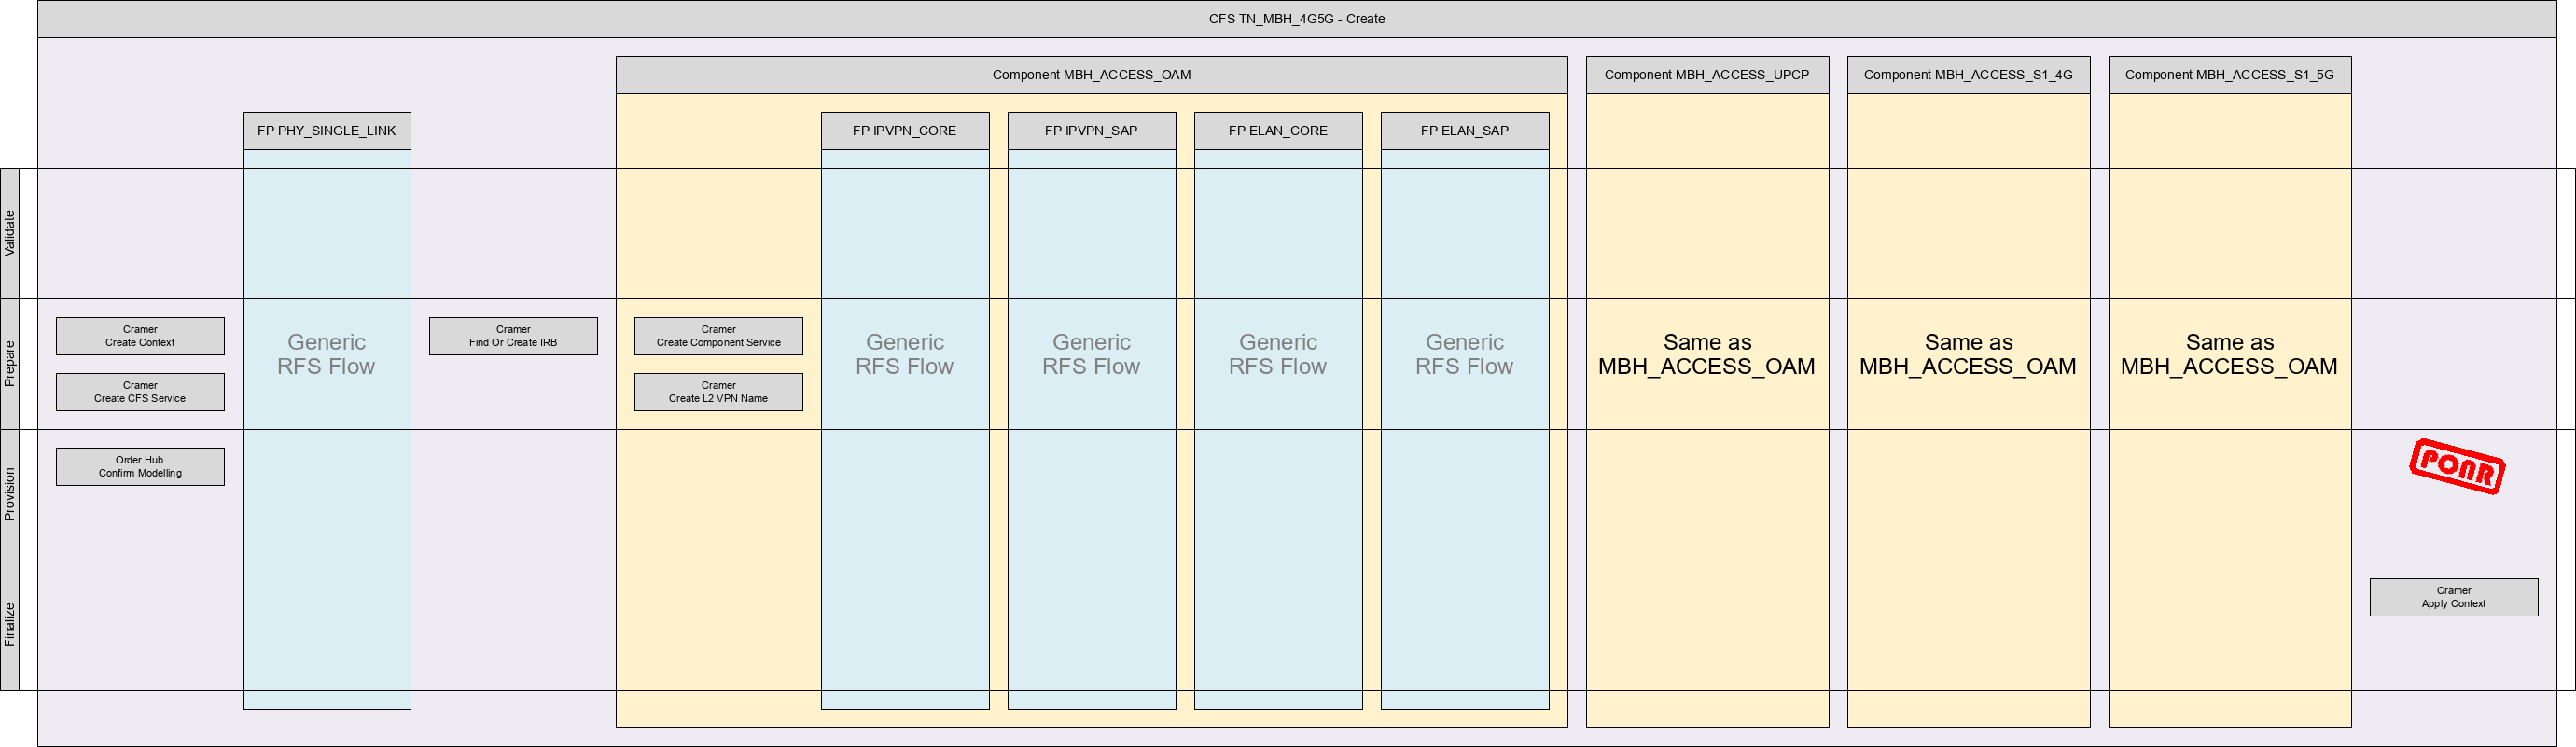 CFS TN_MBH_4G5G - Create
Component MBH_ACCESS_OAM
Component MBH_ACCESS_UPCP
Component MBH_ACCESS_S1_4G
Component MBH_ACCESS_S1_5G
FP PHY_SINGLE_LINK
FP IPVPN_CORE
FP IPVPN_SAP
FP ELAN_CORE
FP ELAN_SAP
Validate
Prepare
Cramer
Create Context
Cramer
Create CFS Service
Generic
RFS Flow
Cramer
Find Or Create IRB
Cramer
Create Component Service
Cramer
Create L2 VPN Name
Generic
RFS Flow
Generic
RFS Flow
Generic
RFS Flow
Generic
RFS Flow
Same as
MBH_ACCESS_OAM
Same as
MBH_ACCESS_OAM
Same as
MBH_ACCESS_OAM
Provision
Order Hub
Confirm Modelling
PONR
Finalize
Cramer
Apply Context